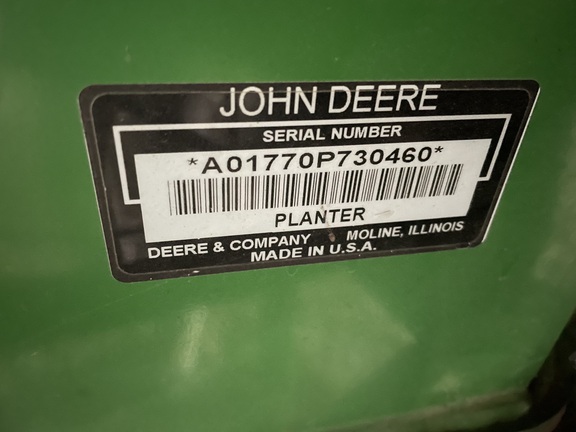 JOHN DEERE
SERIAL NUMBER
*A01770P730460*
PLANTER
DEERE & COMPANY MOLINE, ILLINOIS
MADE IN U.S.A.